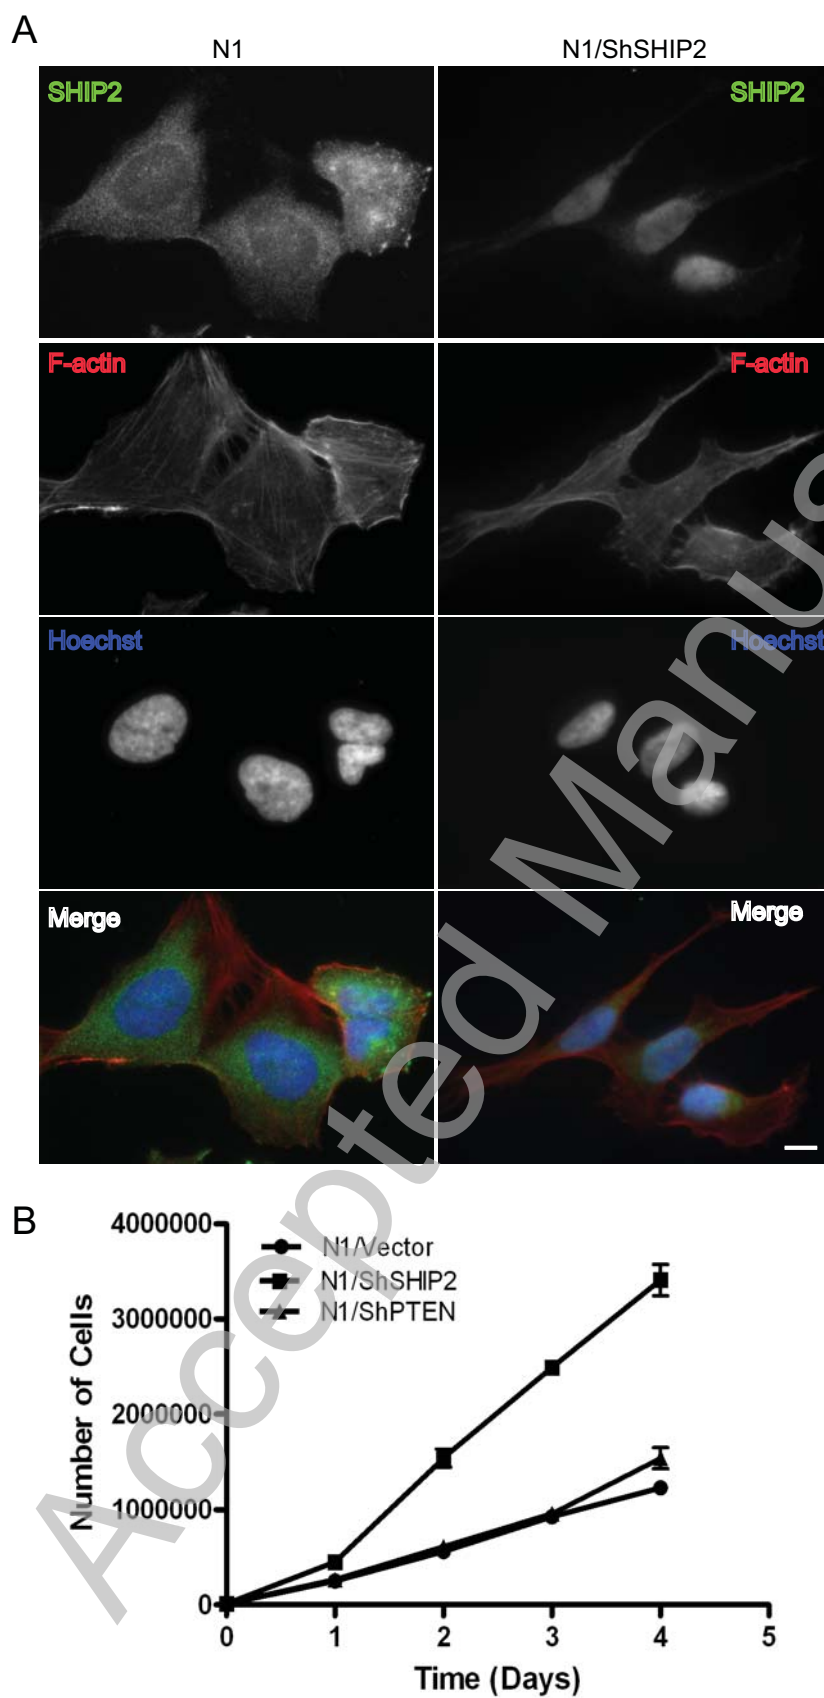 A
N1
N1/ShSHIP2
SHIP2
SHIP2
F-actin
F-actin
Hoechst
Hoechst
Merge
Merge
Accepted Manus
B
4000000
3000000
2000000
1000000
0
Number of Cells
N1/Vector
N1/ShSHIP2
N1/ShPTEN
0 1 2 3 4 5
Time (Days)